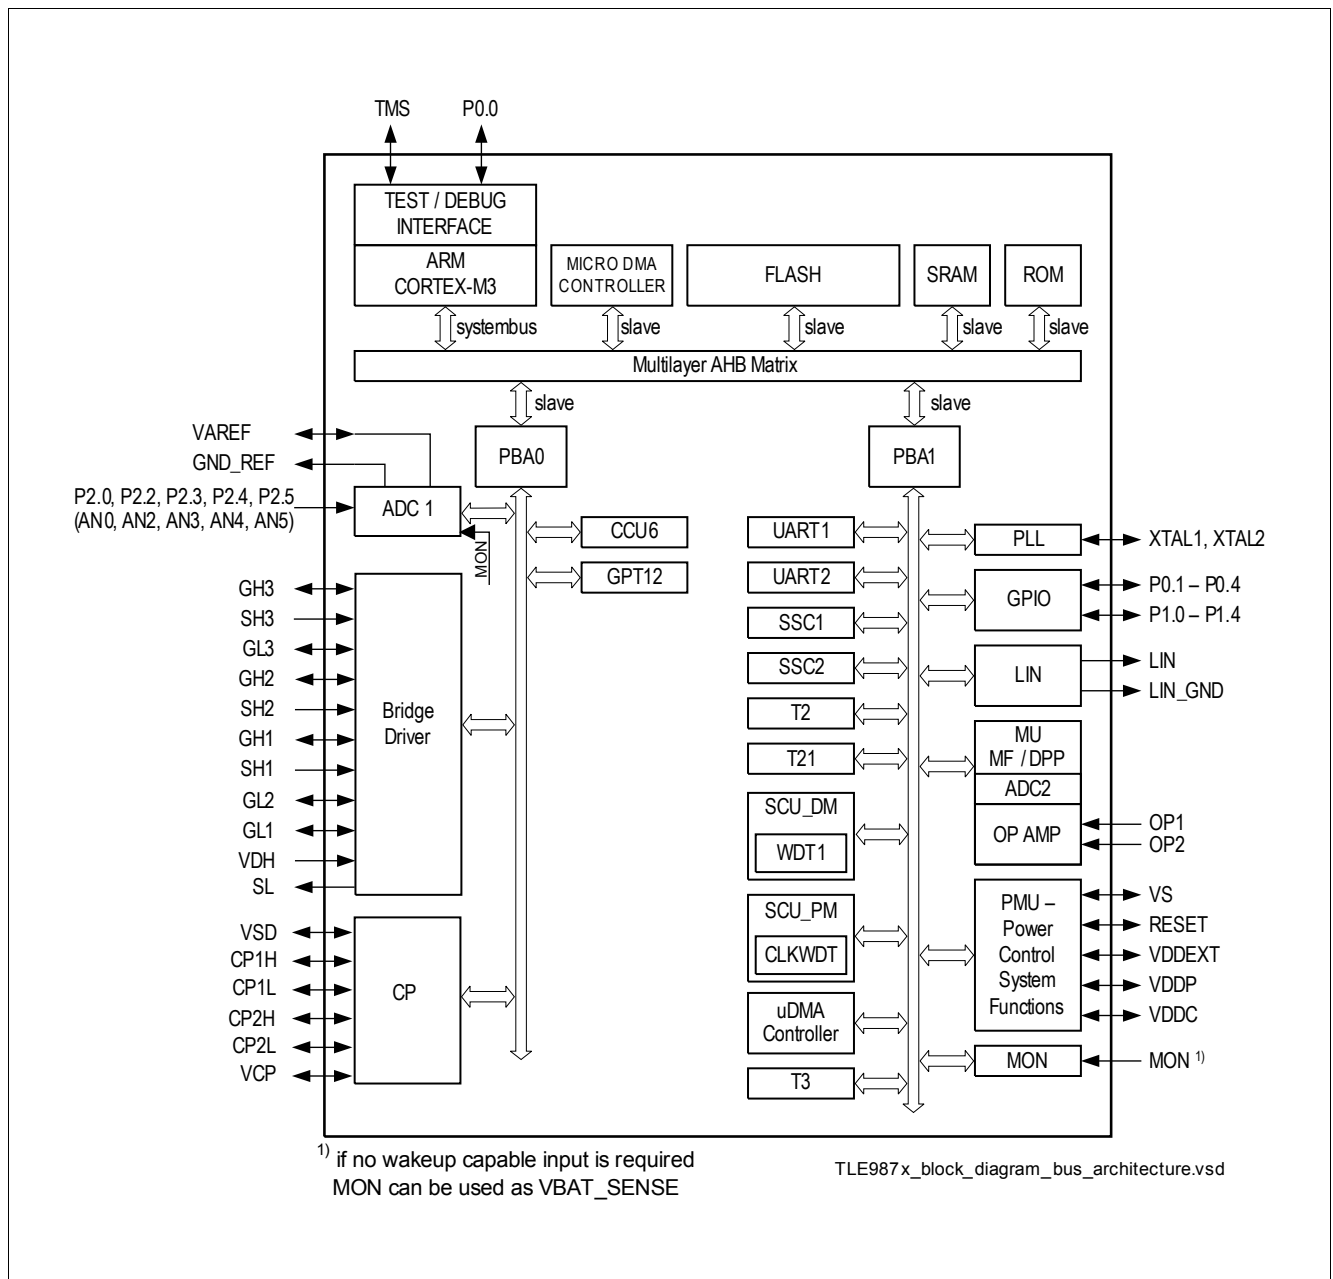 TMS
P0.0
TEST / DEBUG
INTERFACE
ARM
CORTEX-M3
MICRO DMA
CONTROLLER
FLASH
SRAM
ROM
systembus
slave
slave
slave
slave
Multilayer AHB Matrix
slave
slave
PBA0
PBA1
VAREF
GND_REF
P2.0, P2.2, P2.3, P2.4, P2.5
(AN0, AN2, AN3, AN4, AN5)
ADC 1
MON
CCU6
GPT12
GH3
SH3
GL3
GH2
SH2
GH1
SH1
GL2
GL1
VDH
SL
Bridge
Driver
VSD
CP1H
CP1L
CP2H
CP2L
VCP
CP
UART1
UART2
SSC1
SSC2
T2
T21
SCU_DM
WDT1
SCU_PM
CLKWDT
uDMA
Controller
T3
PLL
XTAL1, XTAL2
GPIO
P0.1 – P0.4
P1.0 – P1.4
LIN
LIN
LIN_GND
MU
MF / DPP
ADC2
OP AMP
OP1
OP2
PMU –
Power
Control
System
Functions
VS
RESET
VDDEXT
VDDP
VDDC
MON
MON 1)
1) if no wakeup capable input is required
MON can be used as VBAT_SENSE
TLE987x_block_diagram_bus_architecture.vsd